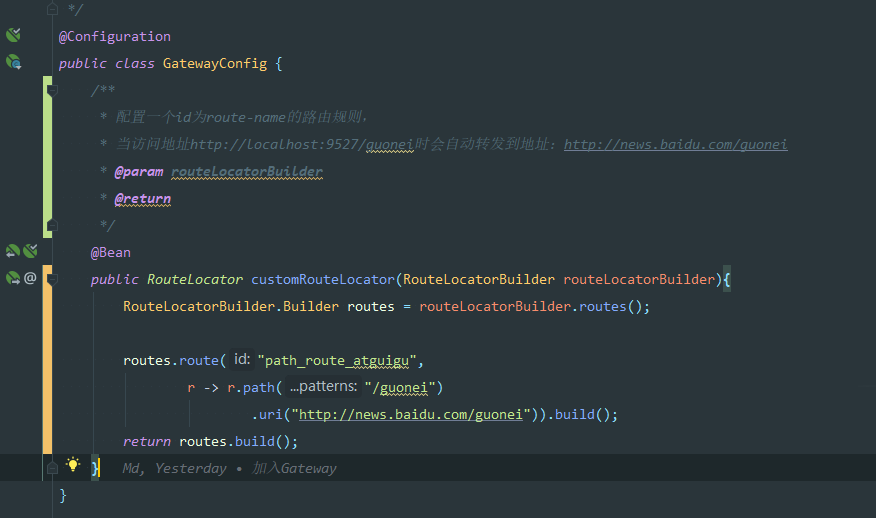 */
@Configuration
public class GatewayConfig {
/**
* 配置一个id为route-name的路由规则，
* 当访问地址http://localhost:9527/guonei时会自动转发到地址：http://news.baidu.com/guonei
* @param routeLocatorBuilder
* @return
*/
@Bean
public RouteLocator customRouteLocator(RouteLocatorBuilder routeLocatorBuilder){
RouteLocatorBuilder.Builder routes = routeLocatorBuilder.routes();
routes.route( id: "path_route_atguigu",
r -> r.path( ...patterns: "/guonei")
.uri("http://news.baidu.com/guonei")).build();
return routes.build();
} Md, Yesterday • 加入Gateway
}